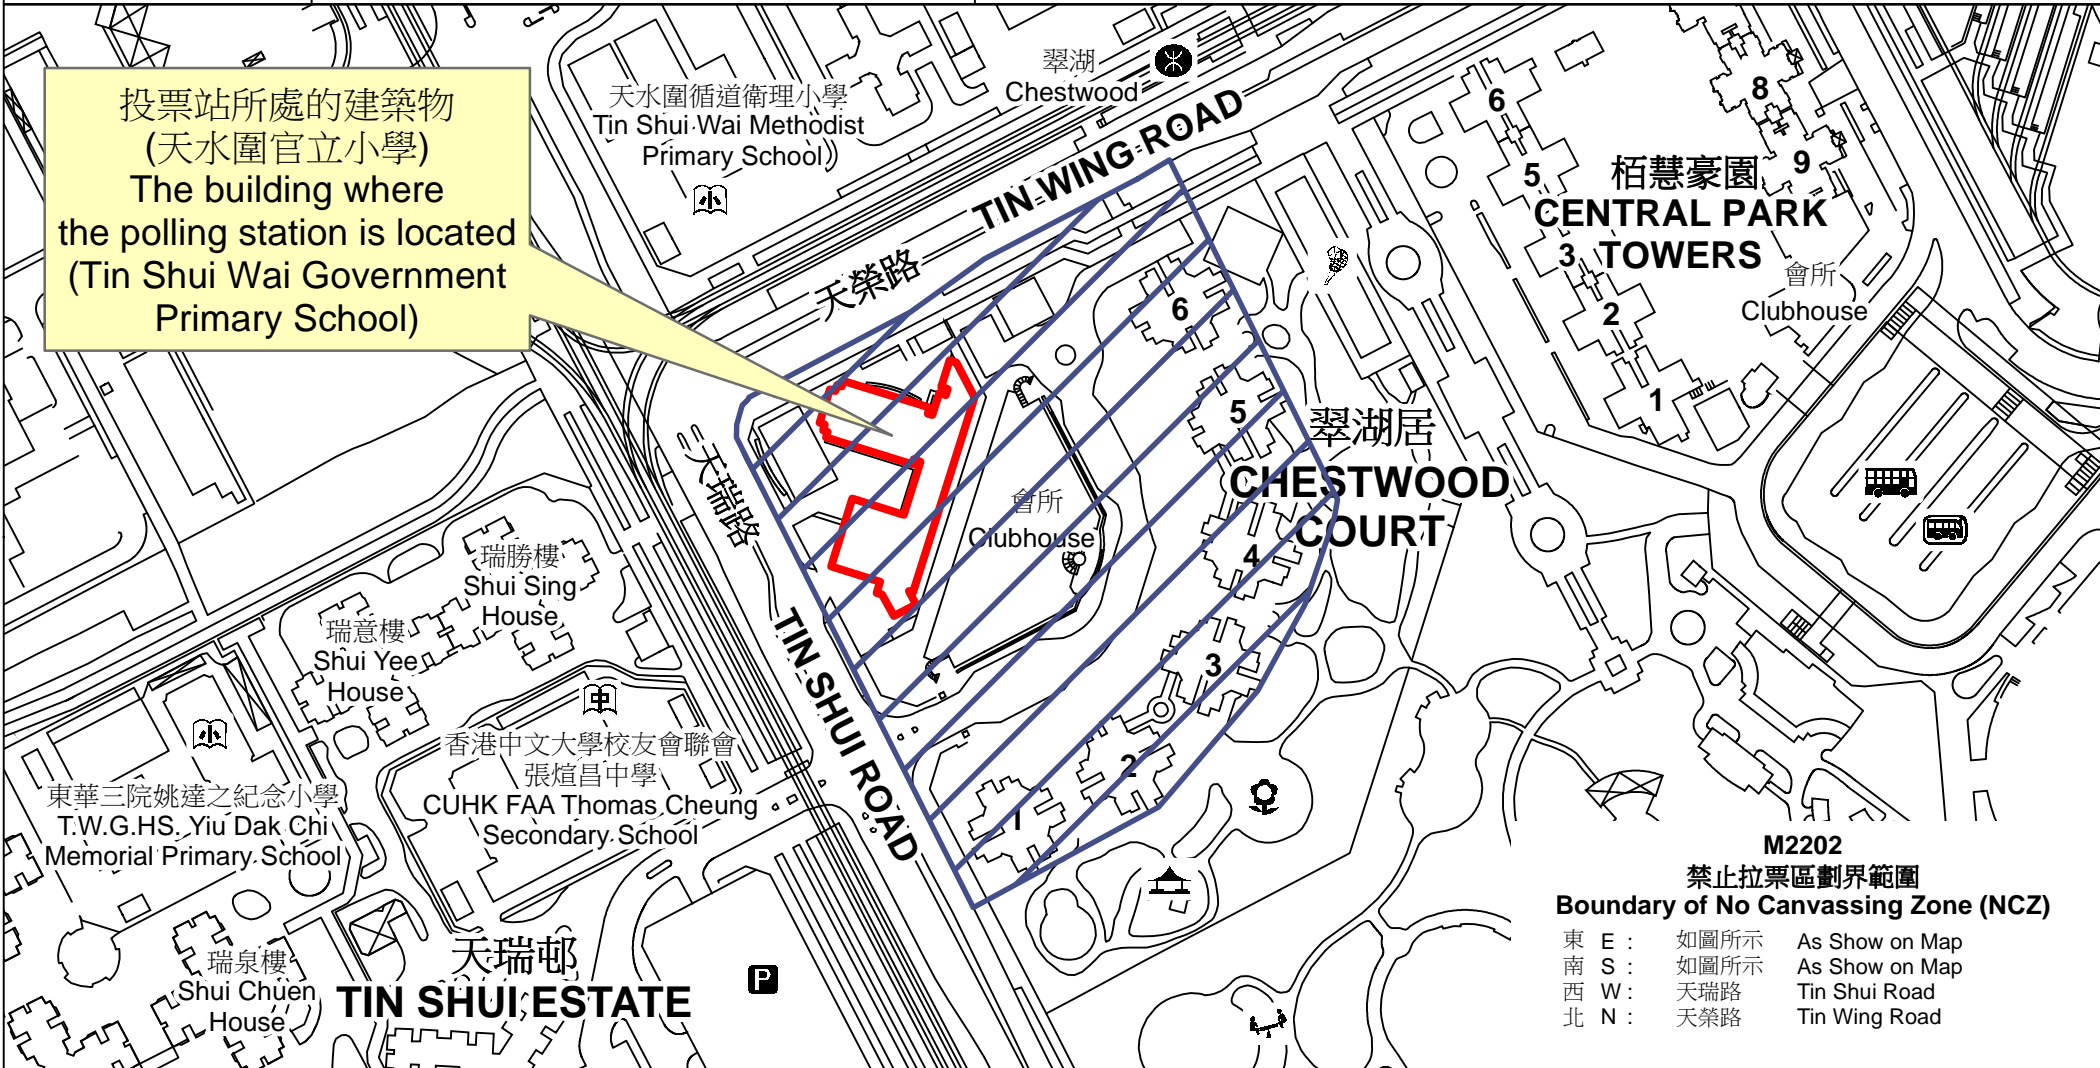 投票站所處的建築物
(天水圍官立小學)
The building where
the polling station is located
(Tin Shui Wai Government
Primary School)
天水圍循道衞理小學
Tin Shui Wai Methodist
Primary School
小
翠湖
Chestwood
天榮路
TIN WING ROAD
6
5
3
2
1
8
9
栢慧豪園
CENTRAL PARK
TOWERS
會所
Clubhouse
6
5
4
3
2
1
翠湖居
CHESTWOOD
COURT
會所
Clubhouse
天瑞路
TIN SHUI ROAD
瑞勝樓
Shui Sing
House
瑞意樓
Shui Yee
House
小
東華三院姚達之紀念小學
T.W.G.HS. Yiu Dak Chi
Memorial Primary School
中
香港中文大學校友會聯會
張煊昌中學
CUHK FAA Thomas Cheung
Secondary School
瑞泉樓
Shui Chuen
House
天瑞邨
TIN SHUI ESTATE
P
M2202
禁止拉票區劃界範圍
Boundary of No Canvassing Zone (NCZ)
東 E : 如圖所示 As Show on Map
南 S : 如圖所示 As Show on Map
西 W : 天瑞路 Tin Shui Road
北 N : 天榮路 Tin Wing Road